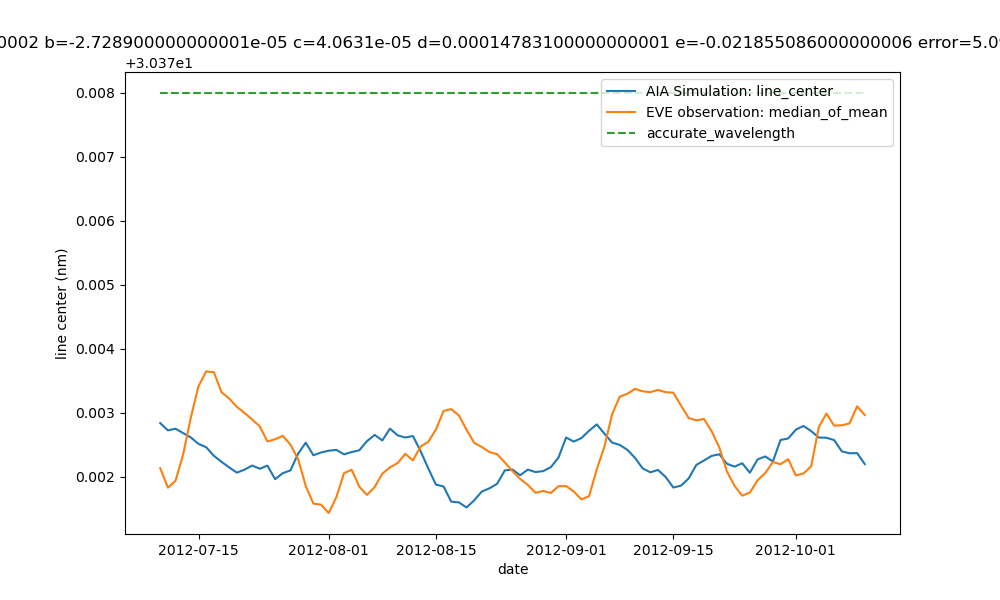 0002 b=-2.728900000000001e-05 c=4.0631e-05 d=0.00014783100000000001 e=-0.021855086000000006 error=5.0
+3.037e1
0.008
0.007
0.006
0.005
0.004
0.003
0.002
line center (nm)
AIA Simulation: line_center
EVE observation: median_of_mean
accurate_wavelength
2012-07-15 2012-08-01 2012-08-15 2012-09-01 2012-09-15 2012-10-01
date